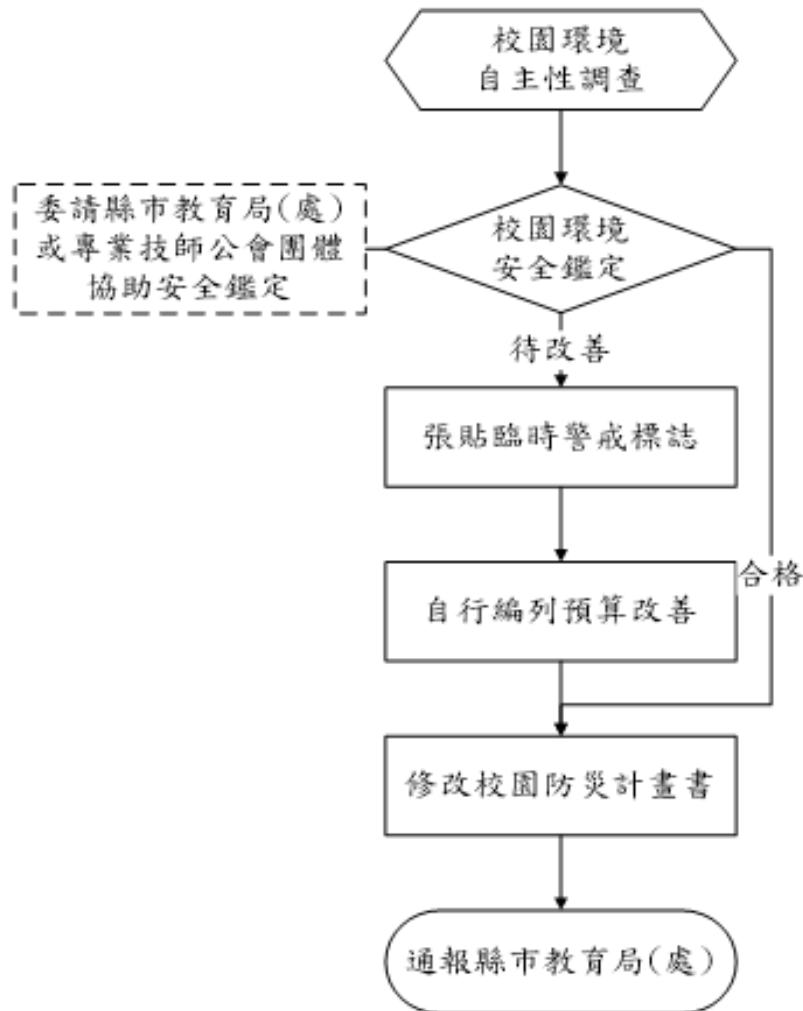 校園環境
自主性調查
委請縣市教育局(處)
或專業技師公會團體
協助安全鑑定
校園環境
安全鑑定
待改善
張貼臨時警戒標誌
自行編列預算改善
合格
修改校園防災計畫書
通報縣市教育局(處)